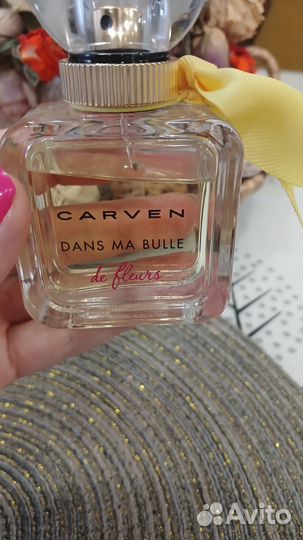 CARVEN
DANS MA BULLE
de fleurs
Avito